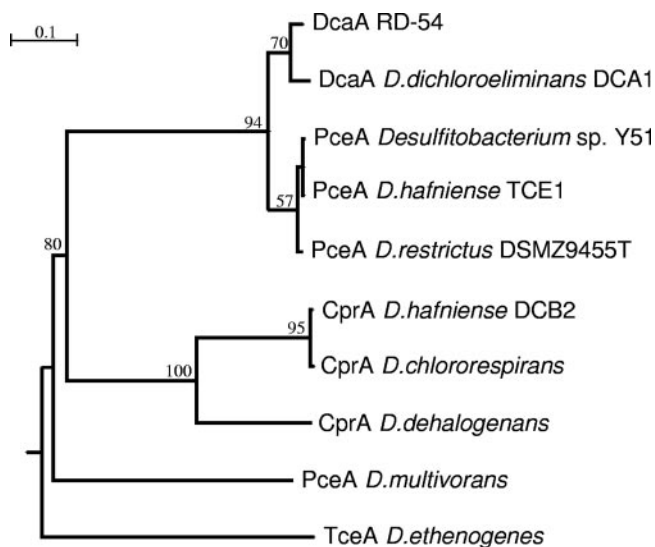 DcaA RD-54
0.1
70
DcaA D.dichloroeliminans DCA1
94
PceA Desulfitobacterium sp. Y51
PceA D.hafniense TCE1
57
80
PceA D.restrictus DSMZ9455T
CprA D.hafniense DCB2
95
CprA D.chlororespirans
100
CprA D.dehalogenans
PceA D.multivorans
TceA D.ethenogenes